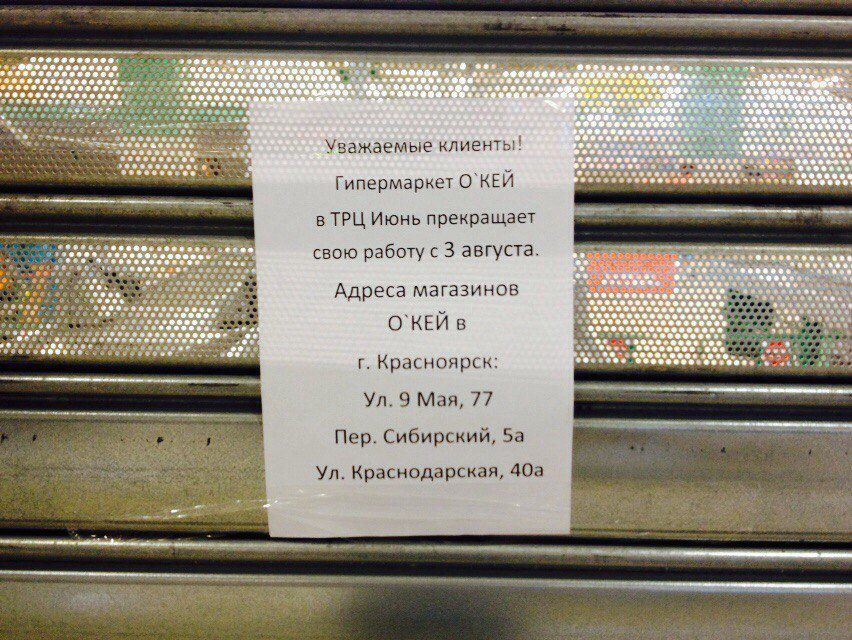 Уважаемые клиенты!
Гипермаркет О`КЕЙ
в ТРЦ Июнь прекращает
свою работу с 3 августа.
Адреса магазинов
О`КЕЙ в
г. Красноярск:
Ул. 9 Мая, 77
Пер. Сибирский, 5а
Ул. Краснодарская, 40а